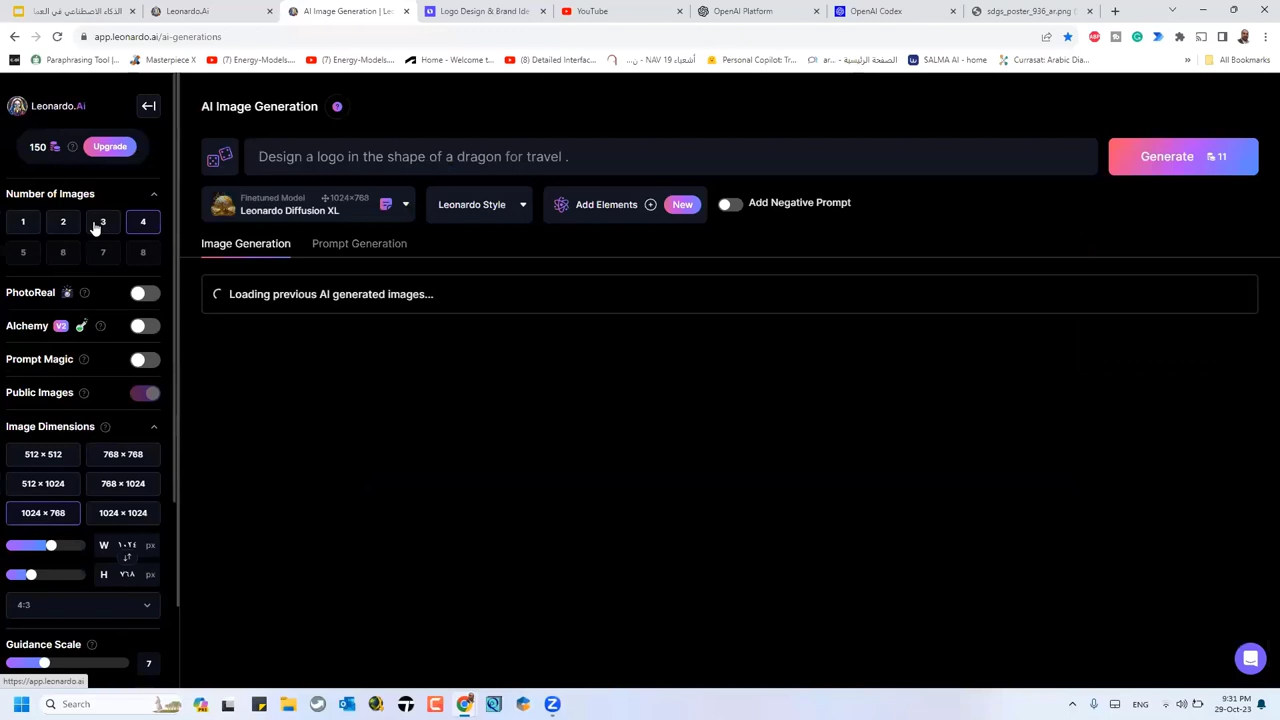 الذكاء الاصطناعي في العما
Leonardo.Ai
AI Image Generation | Leo
Logo Design & Brand Ide
YouTube
OpenAI Platform
OpenAI Codex
sdgs_poster_936_ar.png (
app.leonardo.ai/ai-generations
Paraphrasing Tool |...
Masterpiece X
(7) Energy-Models....
(7) Energy-Models....
Home - Welcome t...
(8) Detailed Interfac...
أشعياء 19 NAV - ن...
Personal Copilot: Tr...
الصفحة الرئيسية — ar...
SALMA AI - home
Currasat: Arabic Dia...
»
All Bookmarks
Leonardo.Ai
AI Image Generation
150
Upgrade
Design a logo in the shape of a dragon for travel .
Generate
11
Number of Images
Finetuned Model
1024×768
Leonardo Diffusion XL
Leonardo Style
Add Elements
New
Add Negative Prompt
1 2 3 4
5 6 7 8
Image Generation
Prompt Generation
PhotoReal
Loading previous AI generated images...
Alchemy V2
Prompt Magic
Public Images
Image Dimensions
512 × 512
768 × 768
512 × 1024
768 × 1024
1024 × 768
1024 × 1024
W ١٠٢٤ px
H ٧٦٨ px
4:3
Guidance Scale
7
https://app.leonardo.ai
Search
ENG
9:31 PM
29-Oct-23